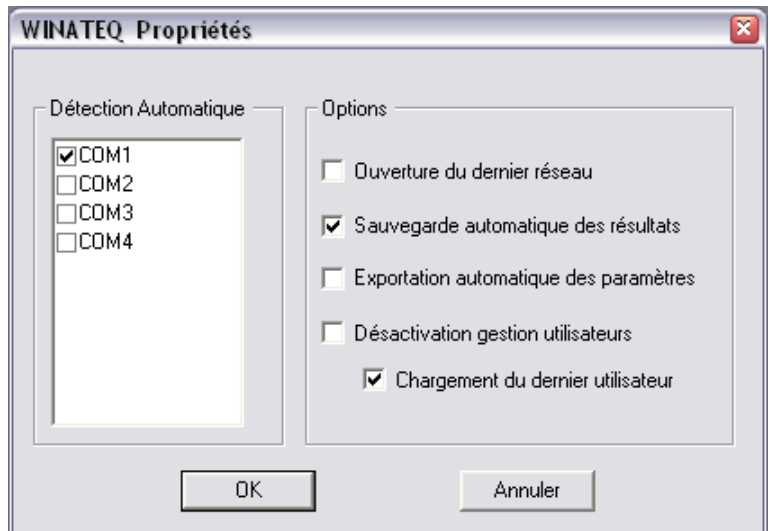 WINATEQ Propriétés
Détection Automatique
COM1
COM2
COM3
COM4
Options
Ouverture du dernier réseau
Sauvegarde automatique des résultats
Exportation automatique des paramètres
Désactivation gestion utilisateurs
Chargement du dernier utilisateur
OK
Annuler